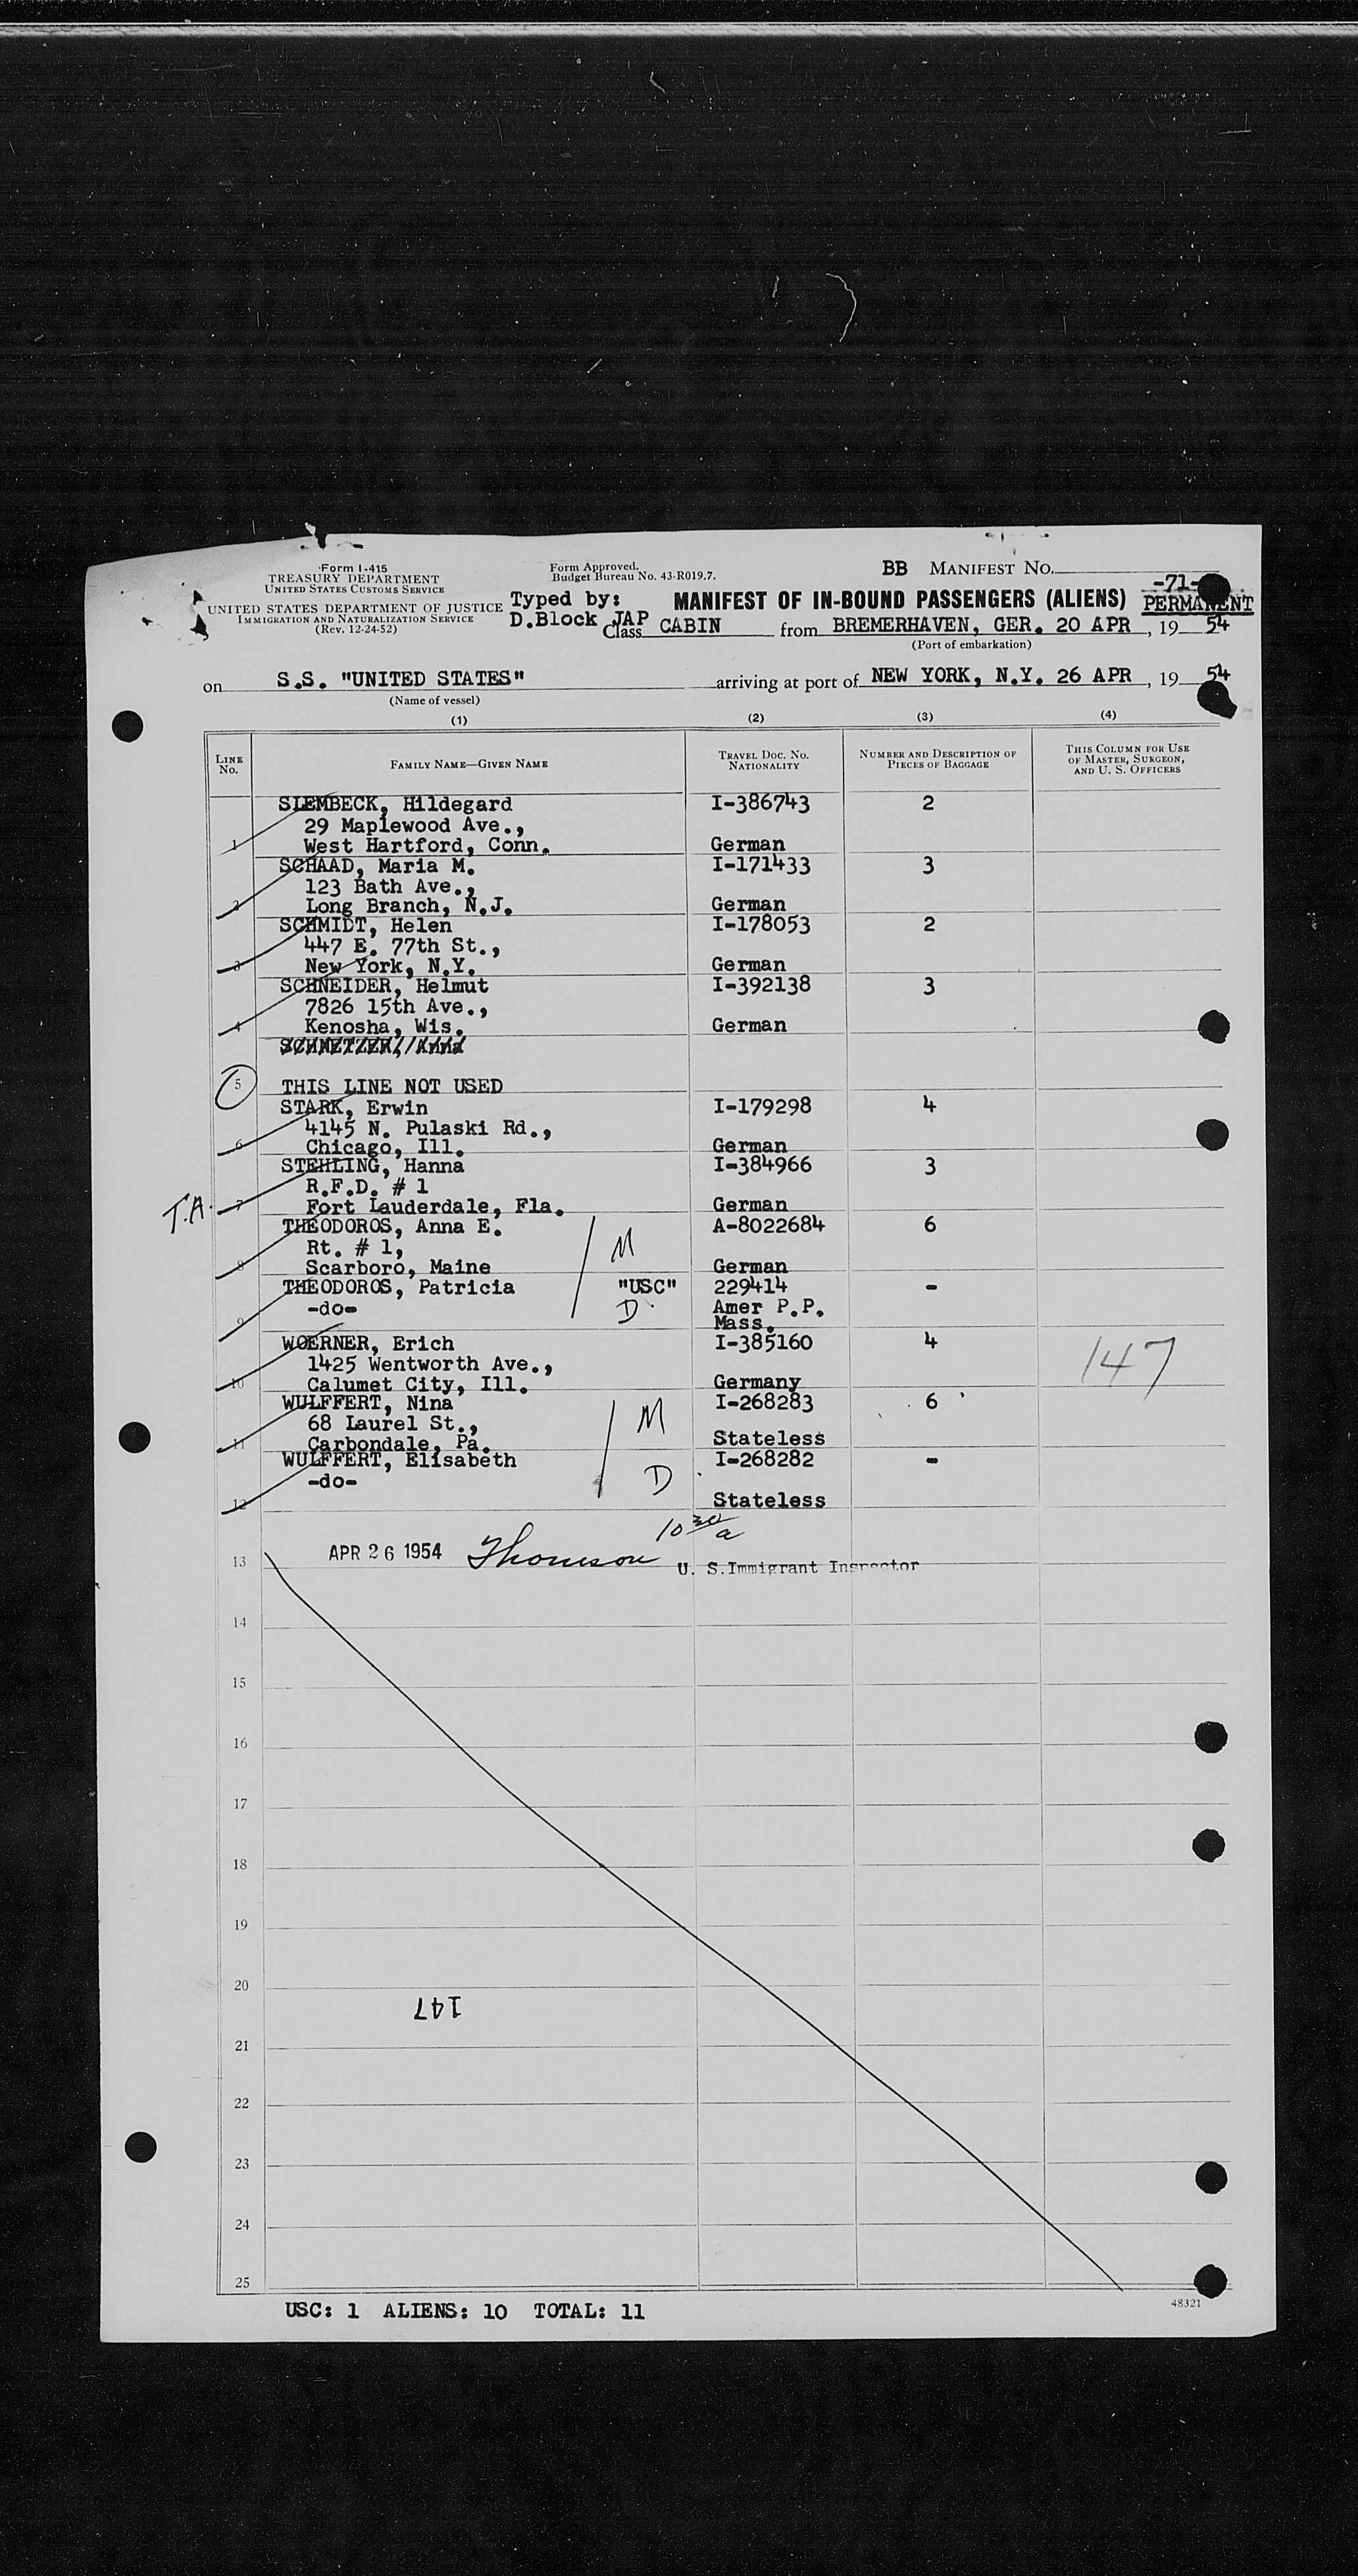 Form I-415
TREASURY DEPARTMENT
UNITED STATES CUSTOMS SERVICE
UNITED STATES DEPARTMENT OF JUSTICE
IMMIGRATION AND NATURALIZATION SERVICE
(Rev. 12-24-52)
Form Approved.
Budget Bureau No. 43-R019.7.
BB MANIFEST NO.
-71-
Typed by:
D.Block JAP
MANIFEST OF IN-BOUND PASSENGERS (ALIENS) PERMANENT
Class CABIN from BREMERHAVEN, GER. 20 APR, 19 54
(Port of embarkation)
on S.S. "UNITED STATES" arriving at port of NEW YORK, N.Y. 26 APR, 19 54
(Name of vessel)
(1) (2) (3) (4)
LINE NO. FAMILY NAME—GIVEN NAME TRAVEL DOC. NO. NATIONALITY NUMBER AND DESCRIPTION OF PIECES OF BAGGAGE THIS COLUMN FOR USE OF MASTER, SURGEON, AND U. S. OFFICERS
SIEMBECK, Hildegard I-386743 2
29 Maplewood Ave.,
1 West Hartford, Conn. German
SCHAAD, Maria M. I-171433 3
123 Bath Ave.,
2 Long Branch, N.J. German
SCHMIDT, Helen I-178053 2
447 E. 77th St.,
3 New York, N.Y. German
SCHNEIDER, Helmut I-392138 3
7826 15th Ave.,
4 Kenosha, Wis. German
SCHNETZER, Anna
5 THIS LINE NOT USED
STARK, Erwin I-179298 4
4145 N. Pulaski Rd.,
6 Chicago, Ill. German
STEHLING, Hanna I-384966 3
R.F.D. # 1
T.A. 7 Fort Lauderdale, Fla. German
THEODOROS, Anna E. A-8022684 6
Rt. # 1, M
8 Scarboro, Maine German
THEODOROS, Patricia "USC" 229414 -
-do- D Amer P.P.
9 Mass.
WOERNER, Erich I-385160 4
1425 Wentworth Ave., 147
10 Calumet City, Ill. Germany
WULFFERT, Nina I-268283 6
68 Laurel St., M
11 Carbondale, Pa. Stateless
WULFFERT, Elisabeth I-268282 -
-do- D
12 Stateless
10 30 a
13 APR 26 1954 Thomson U. S. Immigrant Inspector
14
15
16
17
18
19
20
147
21
22
23
24
25
USC: 1 ALIENS: 10 TOTAL: 11
48321